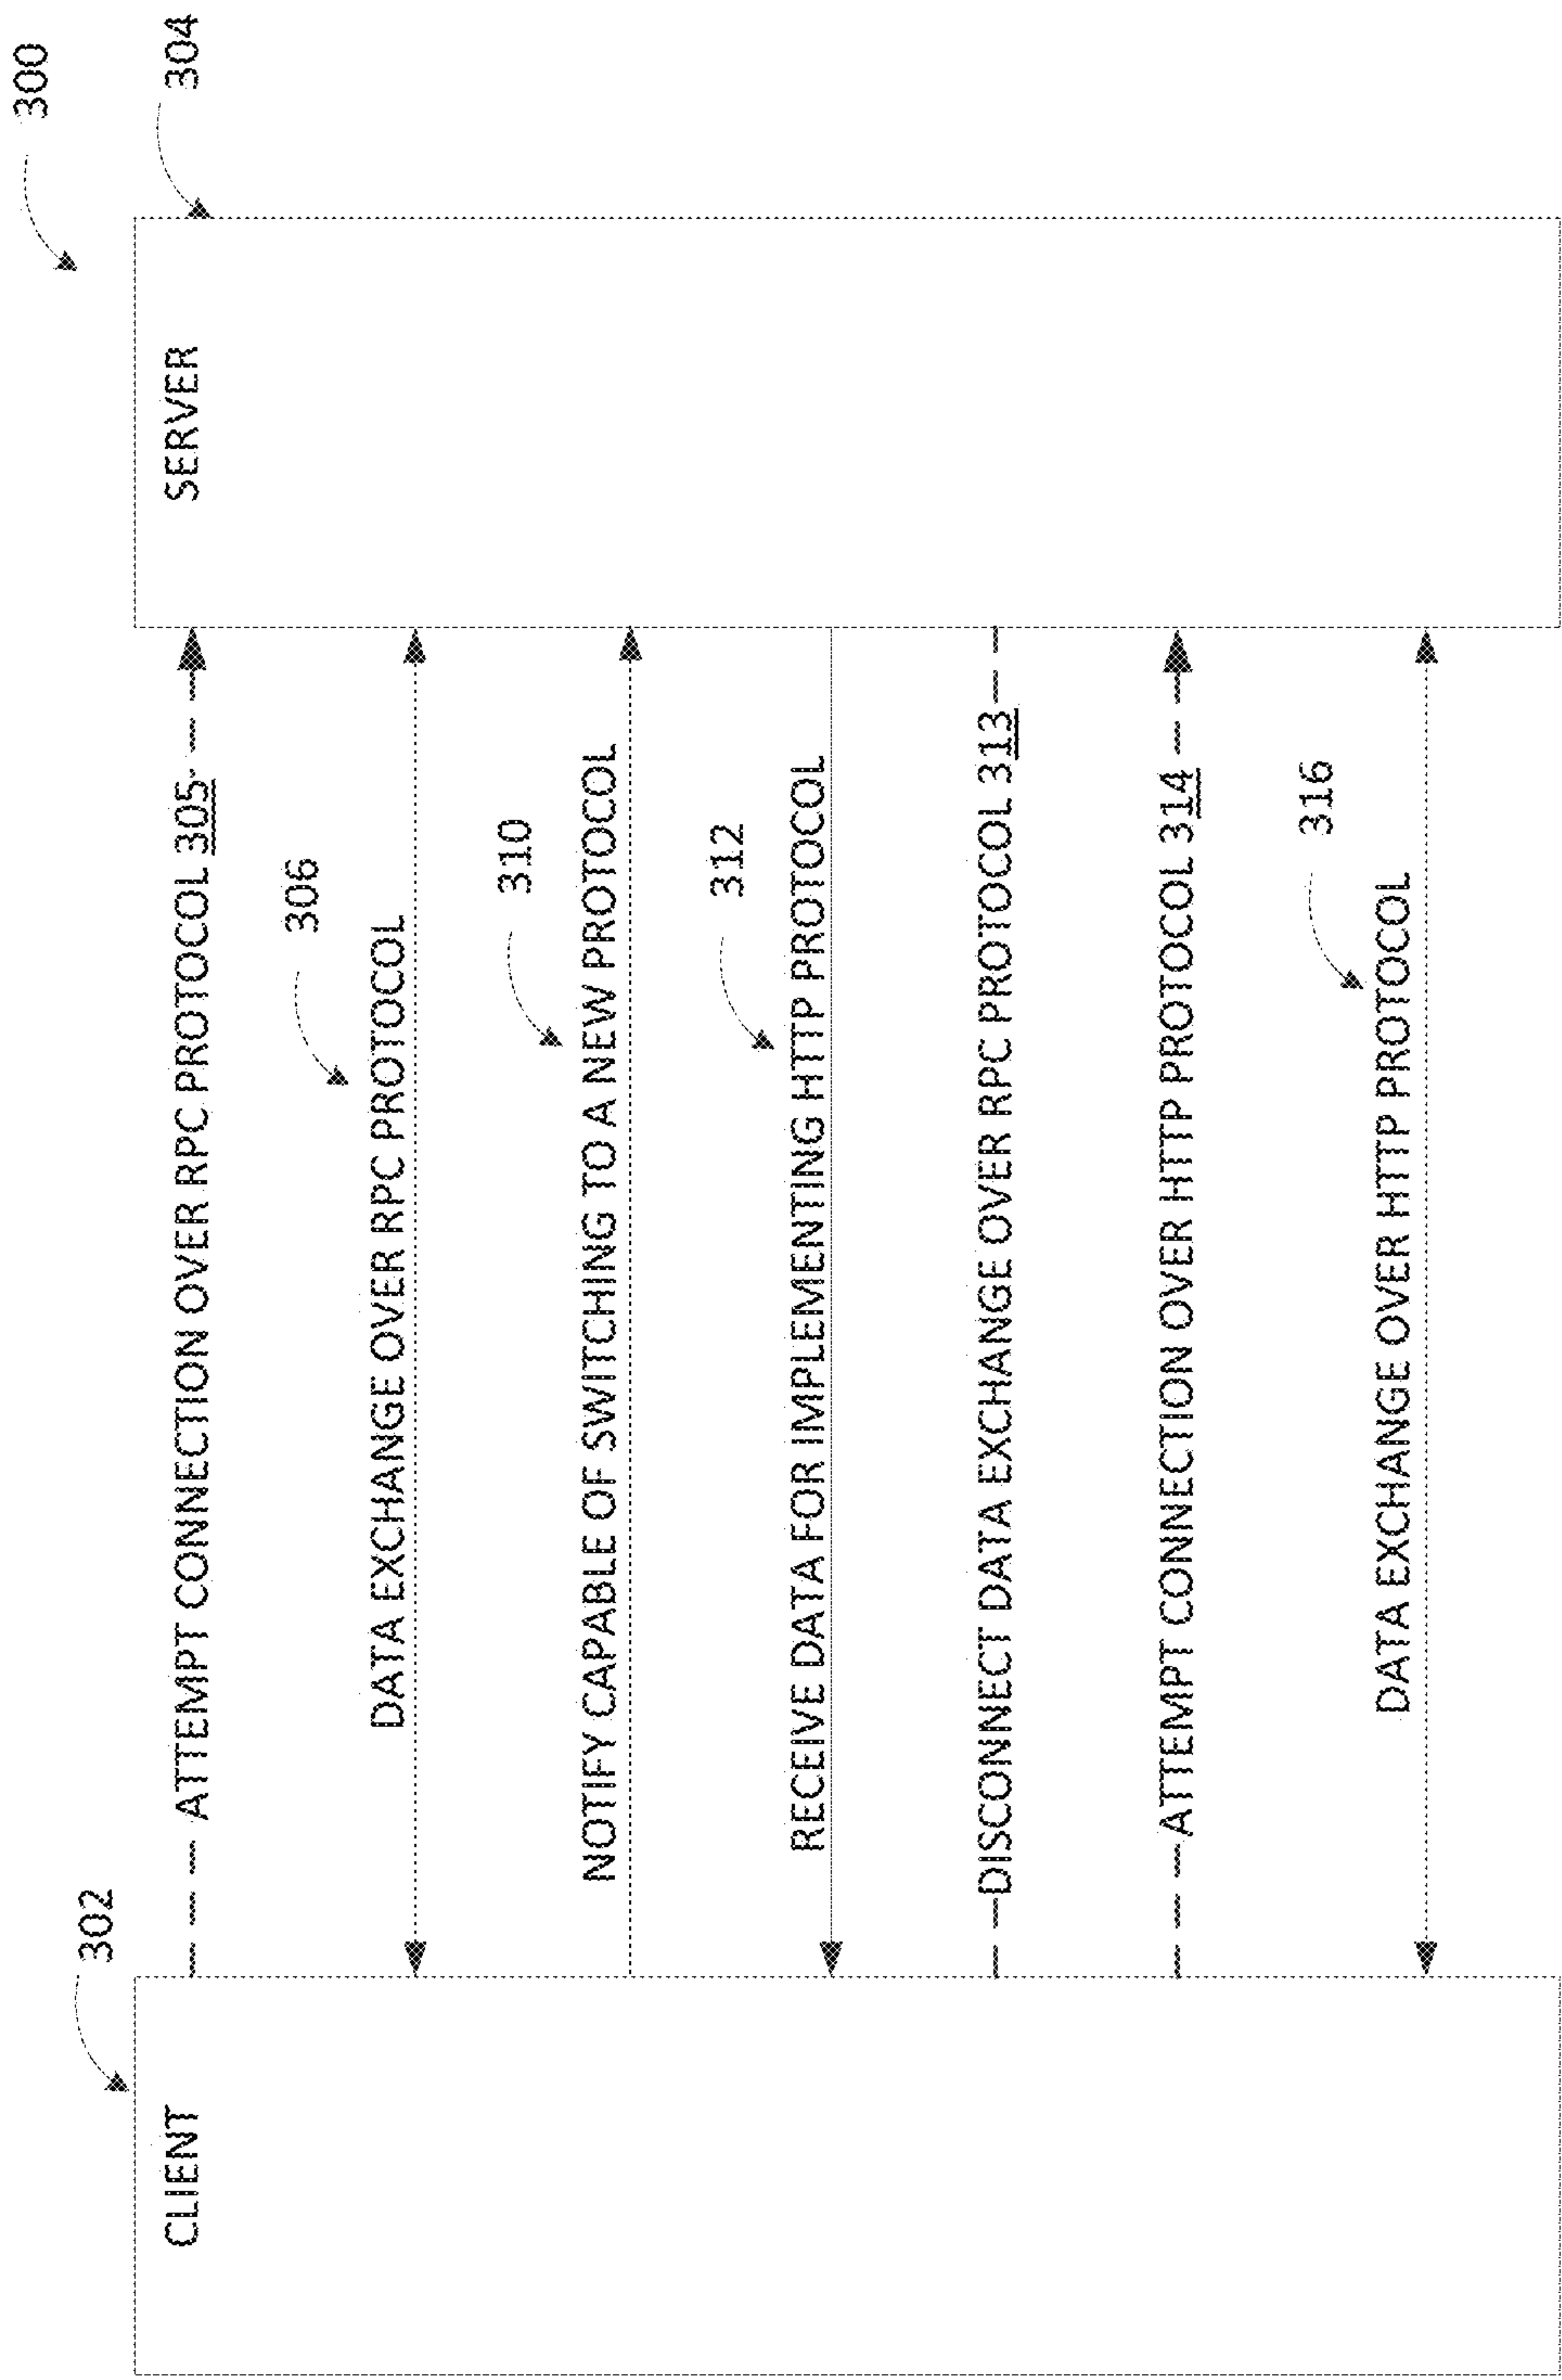 300
302
304
CLIENT
SERVER
ATTEMPT CONNECTION OVER RPC PROTOCOL 305
306
DATA EXCHANGE OVER RPC PROTOCOL
310
NOTIFY CAPABLE OF SWITCHING TO A NEW PROTOCOL
312
RECEIVE DATA FOR IMPLEMENTING HTTP PROTOCOL
DISCONNECT DATA EXCHANGE OVER RPC PROTOCOL 313
ATTEMPT CONNECTION OVER HTTP PROTOCOL 314
316
DATA EXCHANGE OVER HTTP PROTOCOL